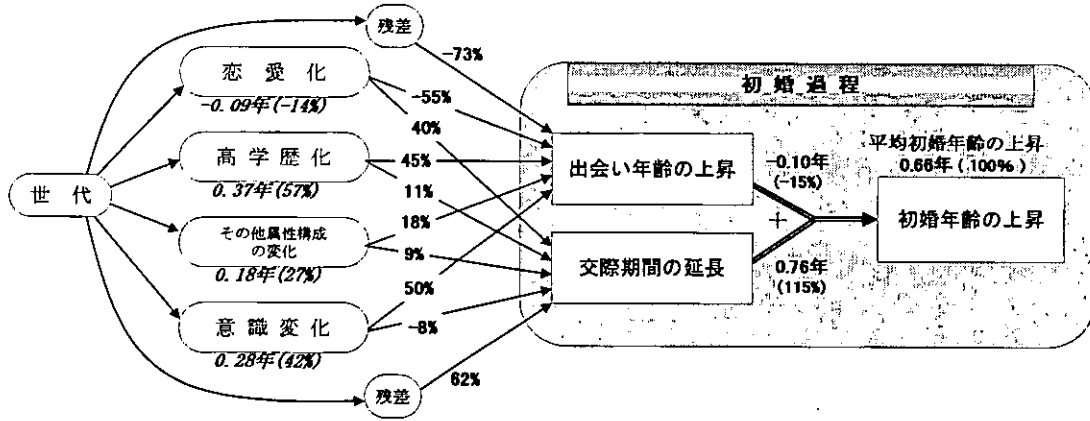 残差
-73%
初婚過程
恋愛化
-0.09年(-14%)
-55%
40%
高学歴化
0.37年(57%)
45%
11%
出会い年齢の上昇
-0.10年
(-15%)
平均初婚年齢の上昇
0.66年(100%)
世代
その他属性構成
の変化
0.18年(27%)
18%
9%
+
初婚年齢の上昇
交際期間の延長
0.76年
(115%)
意識変化
0.28年(42%)
50%
-8%
残差
62%